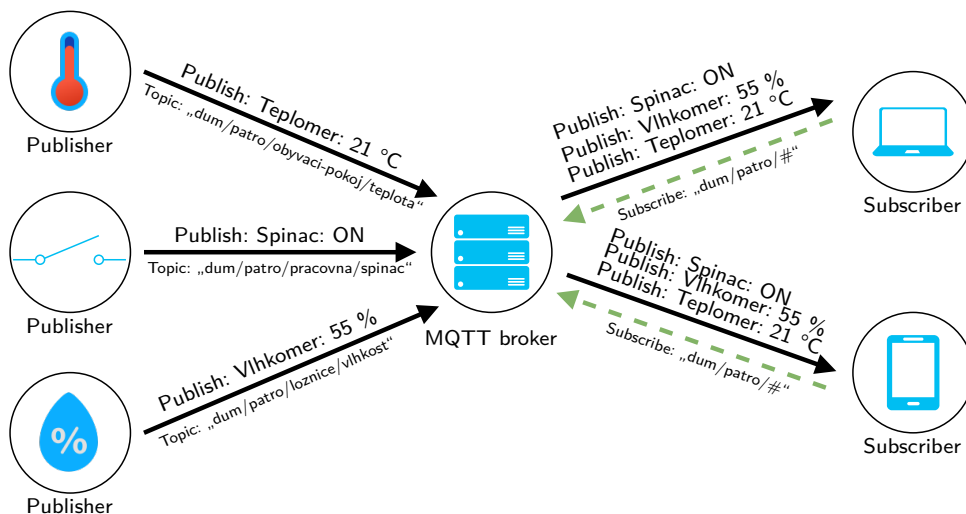 Publish: Teplomer: 21 °C
Topic: „dum/patro/obyvaci-pokoj/teplota“
Publisher
Publish: Spinac: ON
Topic: „dum/patro/pracovna/spinac“
Publisher
Publish: Vlhkomer: 55 %
Topic: „dum/patro/loznice/vlhkost“
%
Publisher
MQTT broker
Publish: Spinac: ON
Publish: Vlhkomer: 55 %
Publish: Teplomer: 21 °C
Subscribe: „dum/patro/#“
Subscriber
Publish: Spinac: ON
Publish: Vlhkomer: 55 %
Publish: Teplomer: 21 °C
Subscribe: „dum/patro/#“
Subscriber